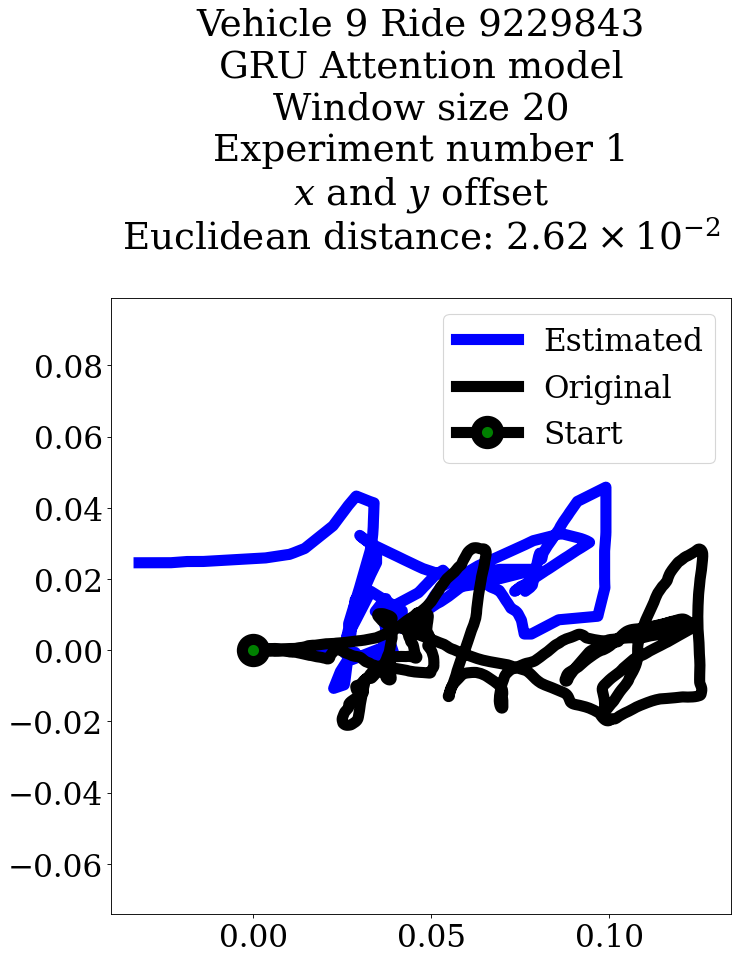 Vehicle 9 Ride 9229843
GRU Attention model
Window size 20
Experiment number 1
x and y offset
Euclidean distance: 2.62 × 10⁻²
Estimated
Original
Start
0.08
0.06
0.04
0.02
0.00
−0.02
−0.04
−0.06
0.00 0.05 0.10